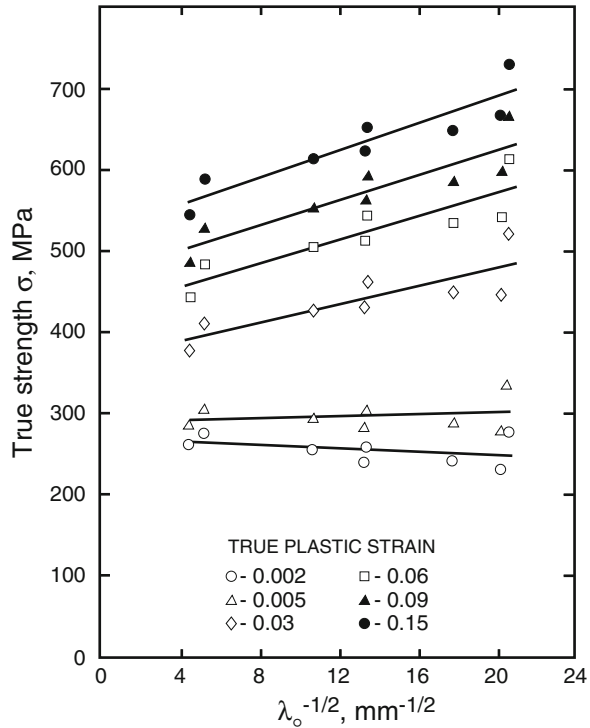 True strength σ, MPa
700
600
500
400
300
200
100
0
TRUE PLASTIC STRAIN
○- 0.002 □- 0.06
△- 0.005 ▲- 0.09
◇- 0.03 ●- 0.15
0 4 8 12 16 20 24
λ₀⁻¹/², mm⁻¹/²